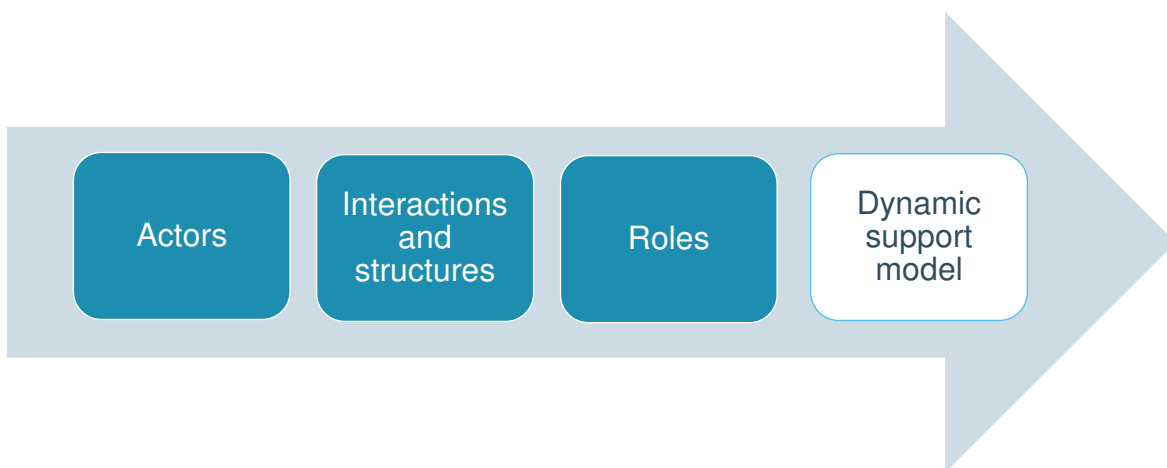 Actors
Interactions
and
structures
Roles
Dynamic
support
model